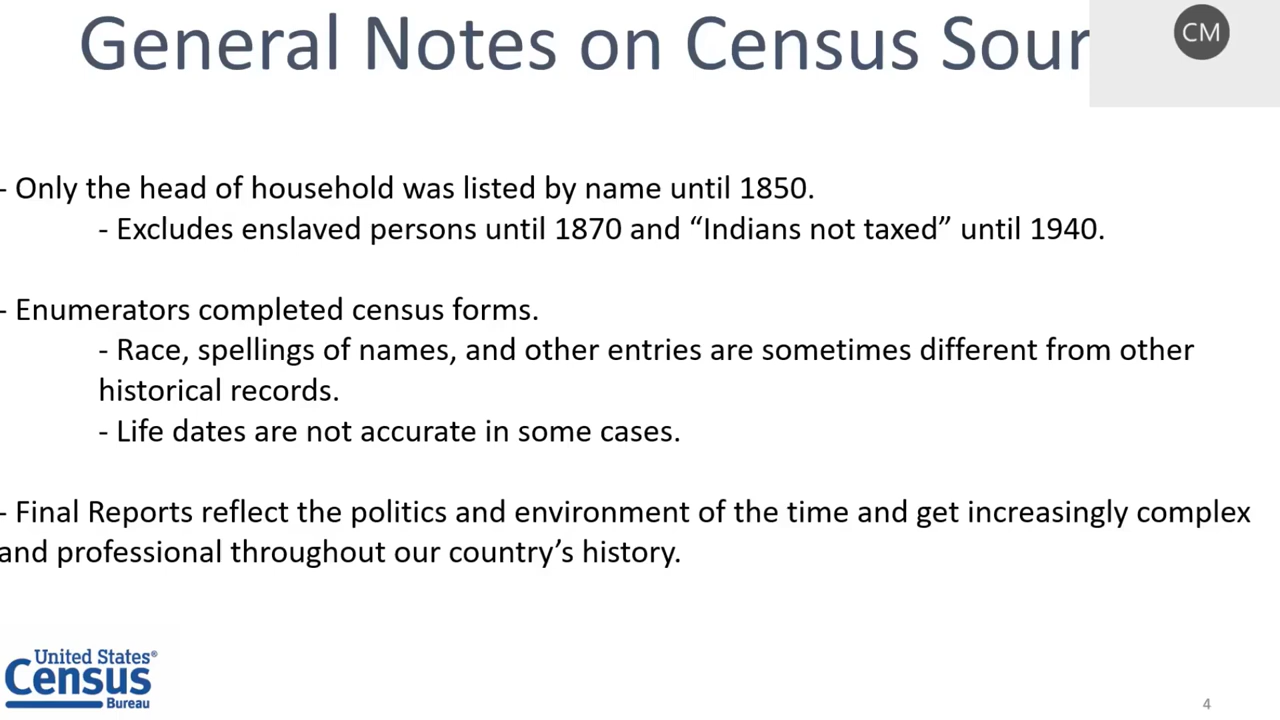 General Notes on Census Sour
CM
- Only the head of household was listed by name until 1850.
- Excludes enslaved persons until 1870 and “Indians not taxed” until 1940.
- Enumerators completed census forms.
- Race, spellings of names, and other entries are sometimes different from other
historical records.
- Life dates are not accurate in some cases.
- Final Reports reflect the politics and environment of the time and get increasingly complex
and professional throughout our country’s history.
United States®
Census
Bureau
4